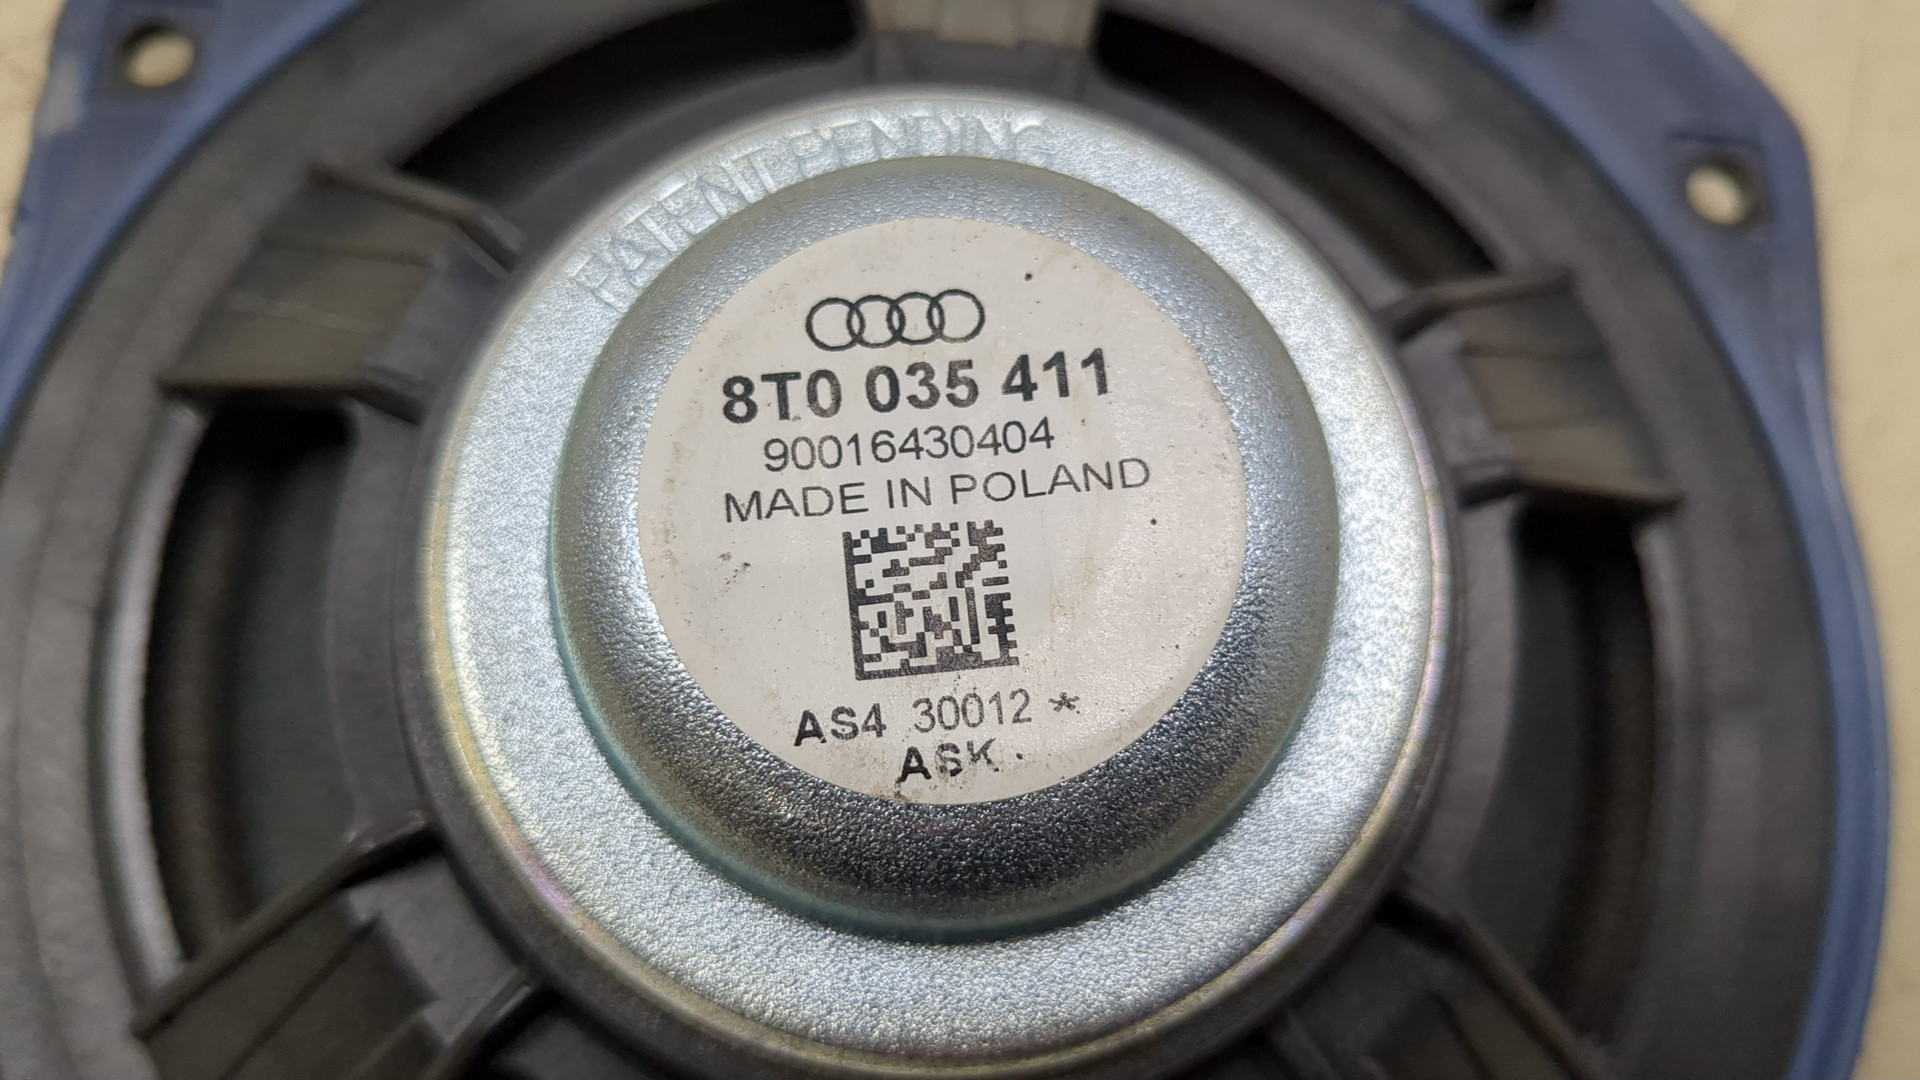 PATENT PENDING
8T0 035 411
90016430404
MADE IN POLAND
AS4 30012 *
ASK